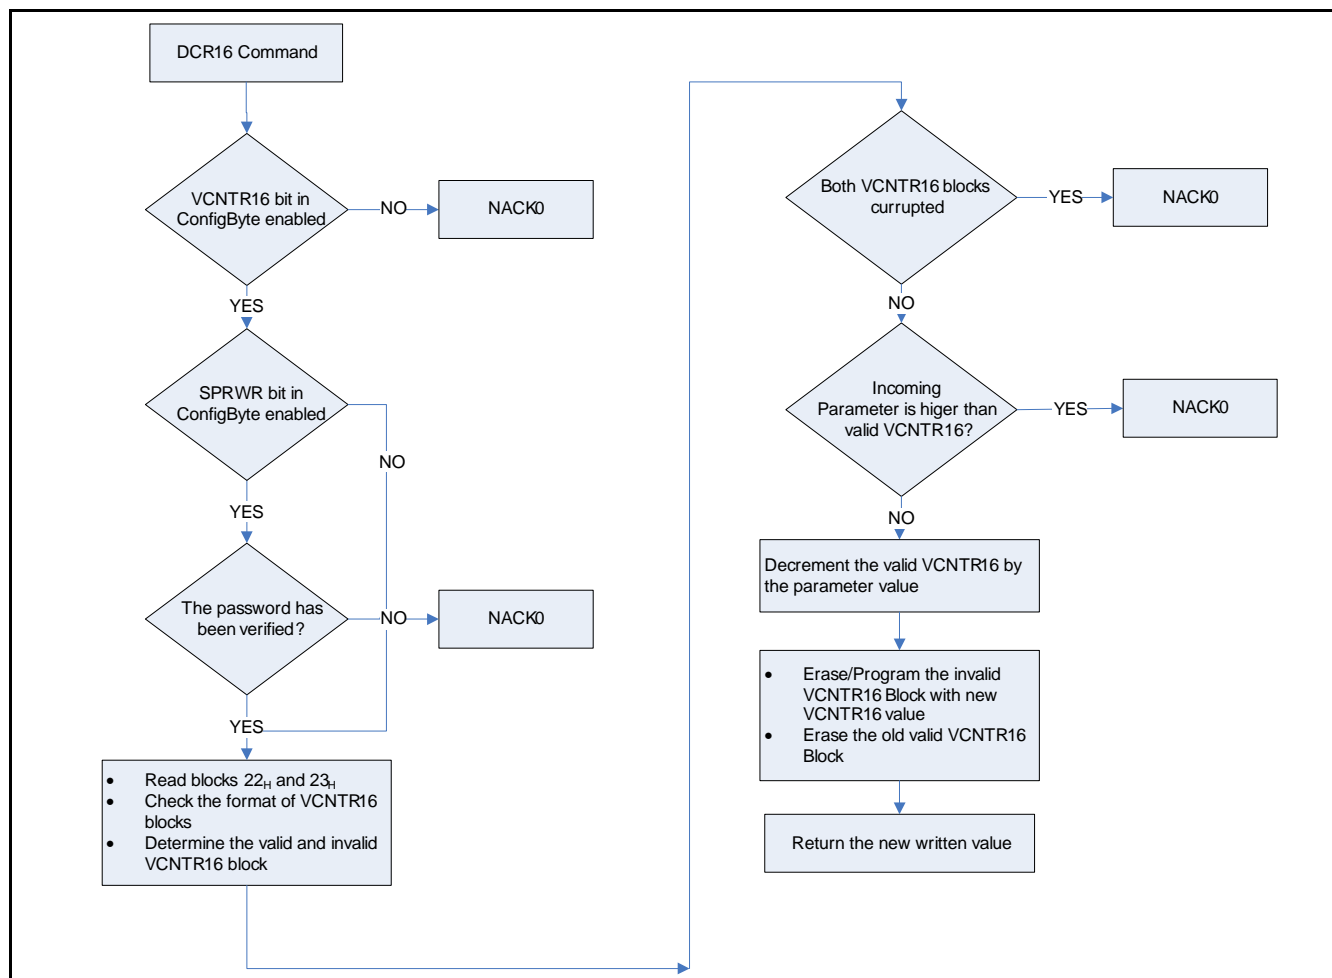 DCR16 Command
VCNTR16 bit in
ConfigByte enabled
NO
NACK0
YES
SPRWR bit in
ConfigByte enabled
NO
YES
The password has
been verified?
NO
NACK0
YES
• Read blocks 22H and 23H
• Check the format of VCNTR16
blocks
• Determine the valid and invalid
VCNTR16 block
Both VCNTR16 blocks
currupted
YES
NACK0
NO
Incoming
Parameter is higer than
valid VCNTR16?
YES
NACK0
NO
Decrement the valid VCNTR16 by
the parameter value
• Erase/Program the invalid
VCNTR16 Block with new
VCNTR16 value
• Erase the old valid VCNTR16
Block
Return the new written value